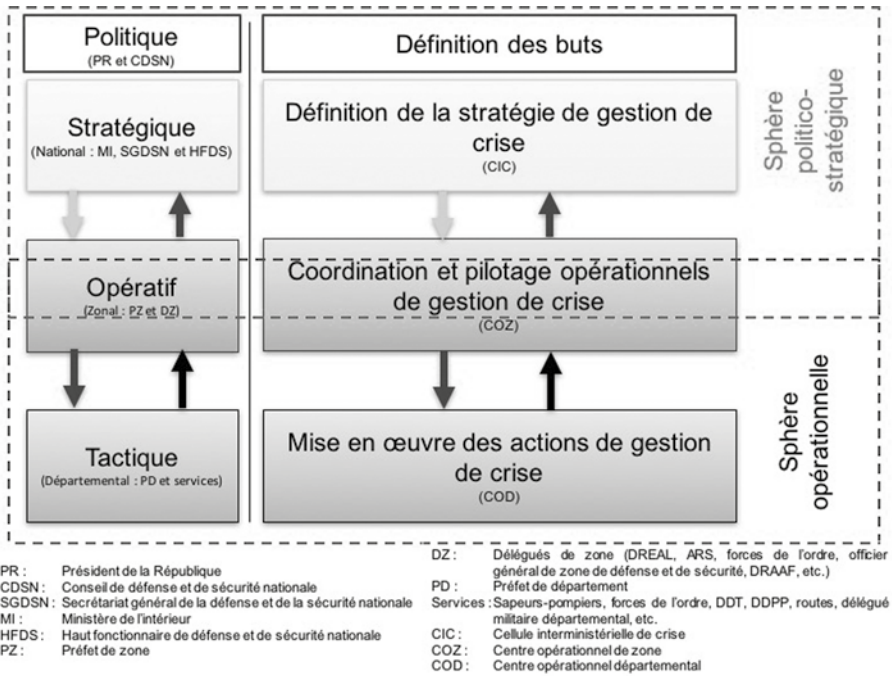 Politique
(PR et CDSN)
Définition des buts
Stratégique
(National : MI, SGDSN et HFDS)
Définition de la stratégie de gestion de
crise
(CIC)
Sphère
politico-
stratégique
Opératif
(Zonal : PZ et DZ)
Coordination et pilotage opérationnels
de gestion de crise
(COZ)
Tactique
(Départemental : PD et services)
Mise en œuvre des actions de gestion
de crise
(COD)
Sphère
opérationnelle
PR : Président de la République
CDSN : Conseil de défense et de sécurité nationale
SGDSN : Secrétariat général de la défense et de la sécurité nationale
MI : Ministère de l'intérieur
HFDS : Haut fonctionnaire de défense et de sécurité nationale
PZ : Préfet de zone
DZ : Délégués de zone (DREAL, ARS, forces de l'ordre, officier
général de zone de défense et de sécurité, DRAAF, etc.)
PD : Préfet de département
Services : Sapeurs-pompiers, forces de l'ordre, DDT, DDPP, routes, délégué
militaire départemental, etc.
CIC : Cellule interministérielle de crise
COZ : Centre opérationnel de zone
COD : Centre opérationnel départemental